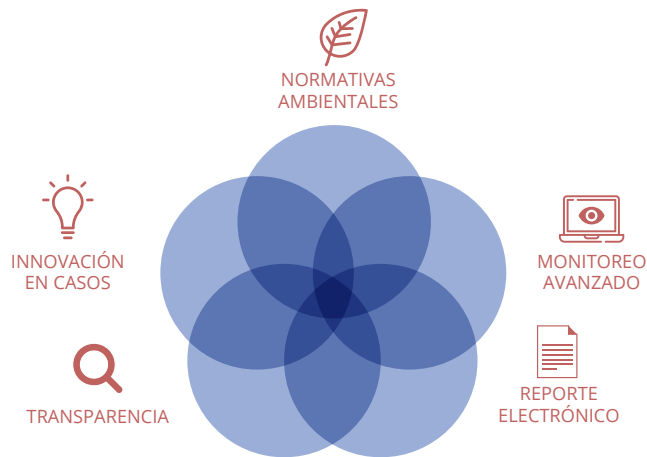 NORMATIVAS
AMBIENTALES
INNOVACIÓN
EN CASOS
MONITOREO
AVANZADO
TRANSPARENCIA
REPORTE
ELECTRÓNICO